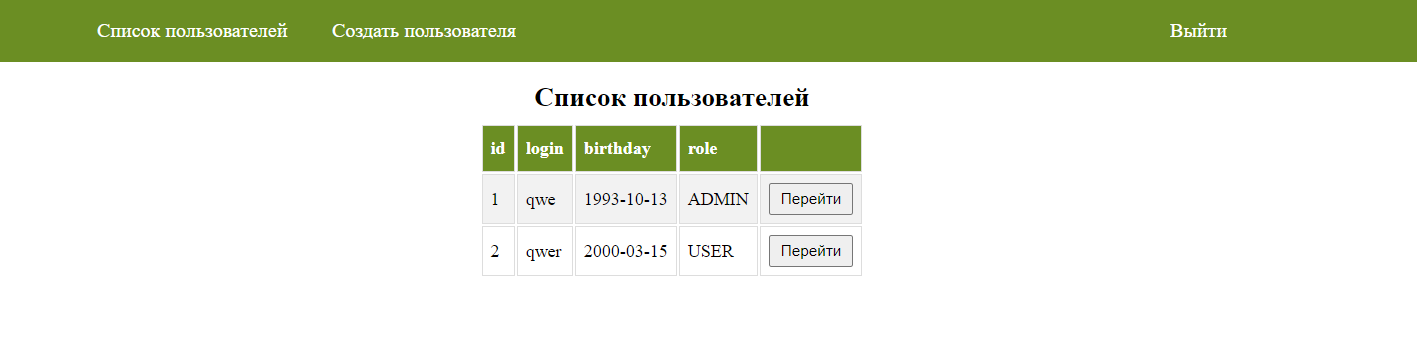 Список пользователей Создать пользователя Выйти
Список пользователей
id login birthday role
1 qwe 1993-10-13 ADMIN Перейти
2 qwer 2000-03-15 USER Перейти